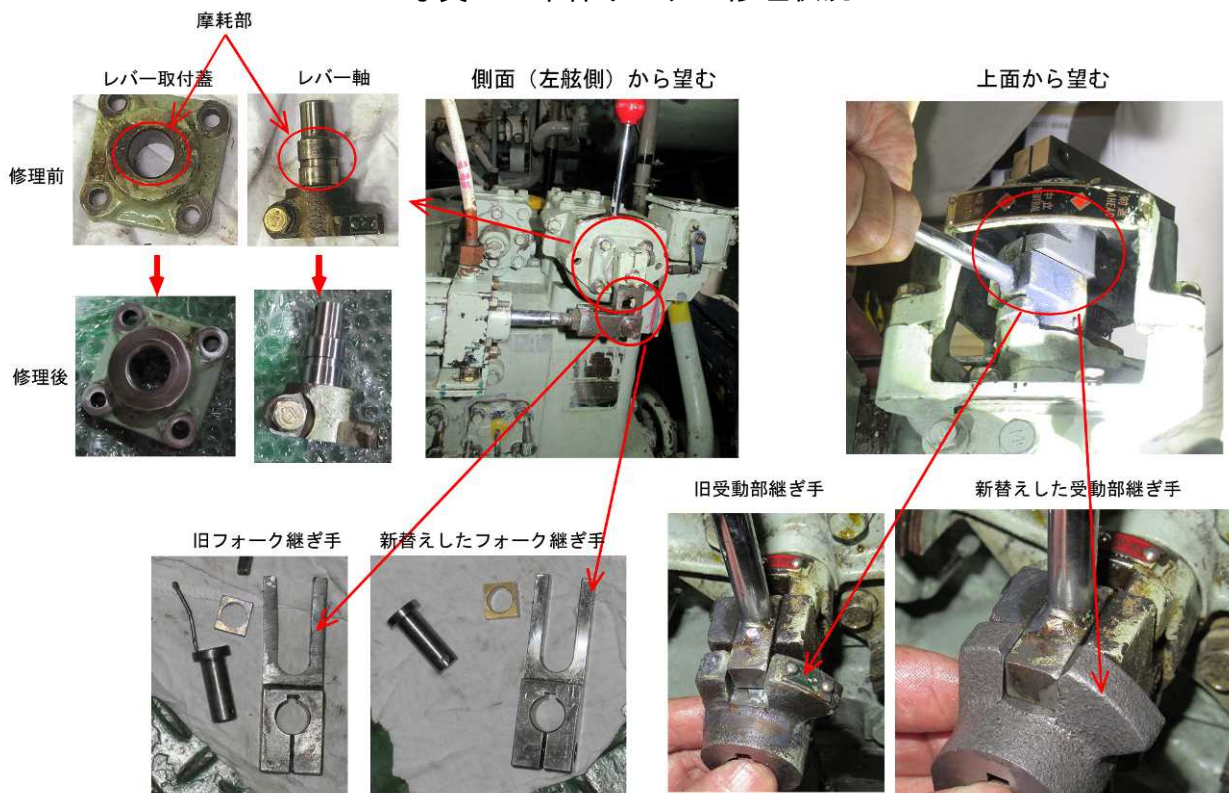 摩耗部
レバー取付蓋
レバー軸
側面（左舷側）から望む
上面から望む
修理前
中立
修理後
旧受動部継ぎ手
新替えした受動部継ぎ手
旧フォーク継ぎ手
新替えしたフォーク継ぎ手